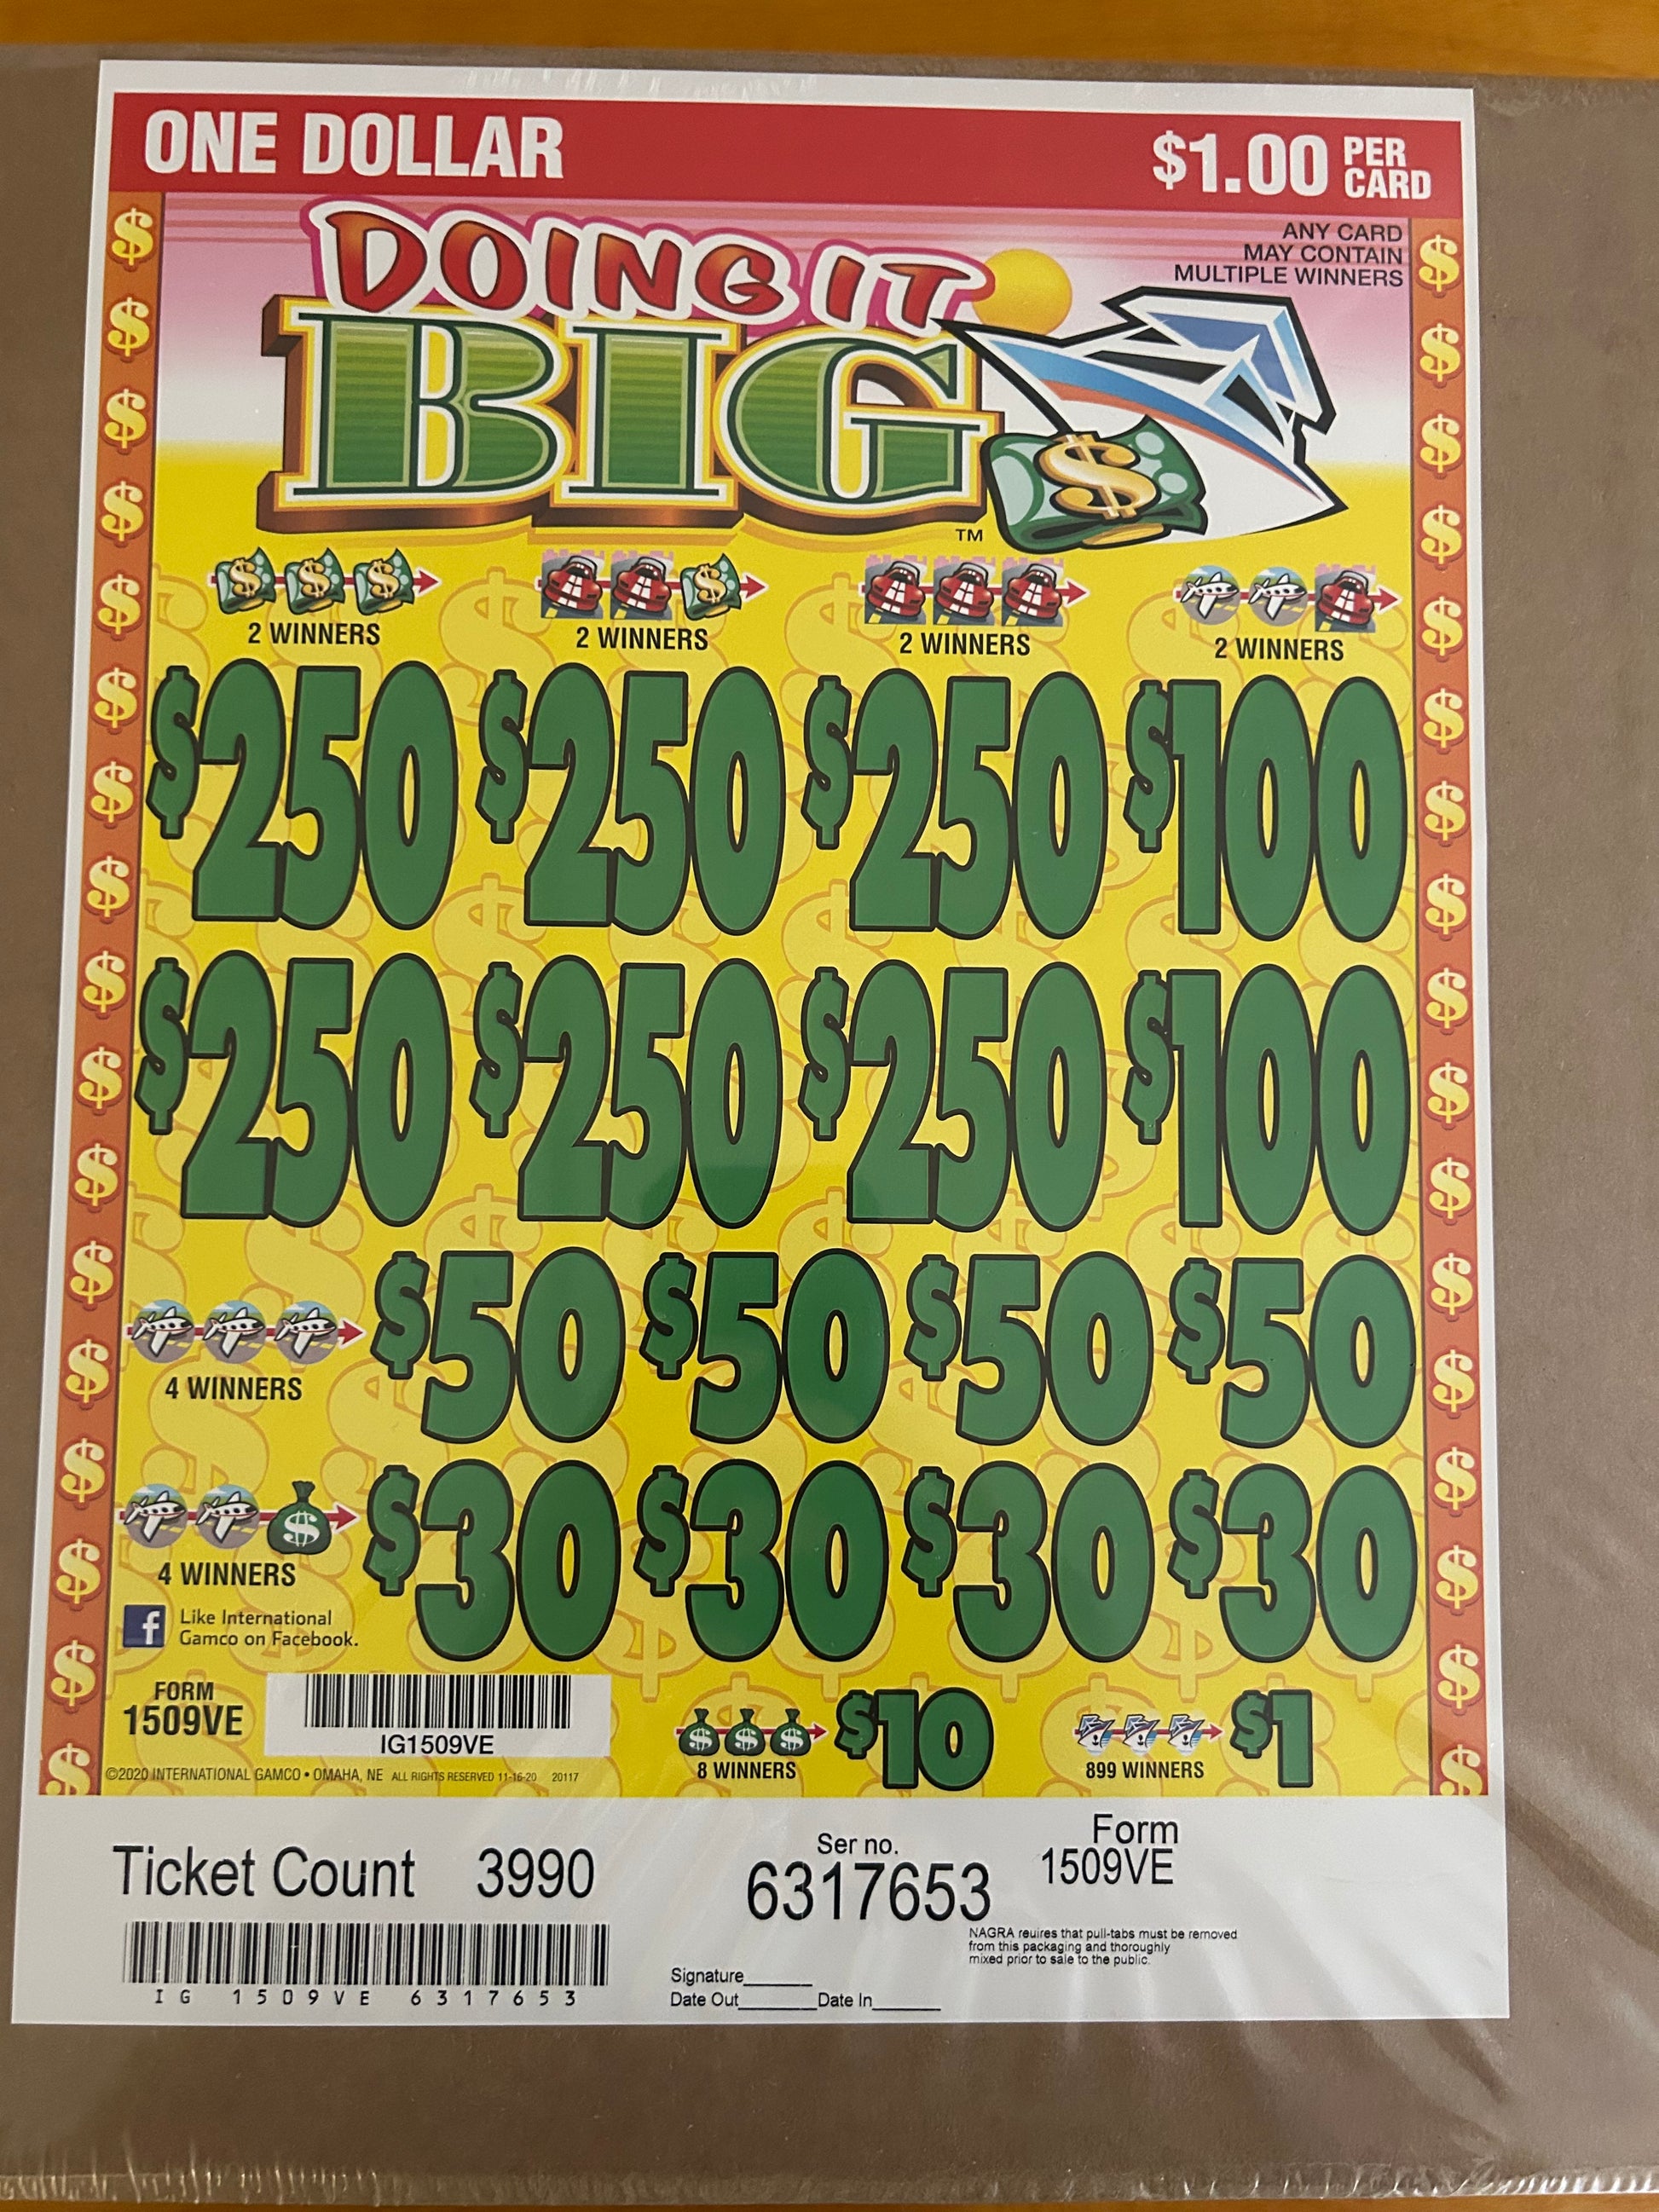 ONE DOLLAR
$1.00 PER CARD
ANY CARD
MAY CONTAIN
MULTIPLE WINNERS
DOING IT
BIG
TM
2 WINNERS 2 WINNERS 2 WINNERS 2 WINNERS
$250 $250 $250 $100
$250 $250 $250 $100
$50 $50 $50 $50
4 WINNERS
$30 $30 $30 $30
4 WINNERS
f Like International
Gamco on Facebook.
FORM
1509VE
IG1509VE
$10
8 WINNERS
$1
899 WINNERS
©2020 INTERNATIONAL GAMCO • OMAHA, NE ALL RIGHTS RESERVED 11-16-20 20117
Ticket Count 3990
Ser no.
6317653
Form
1509VE
NAGRA reuires that pull-tabs must be removed
from this packaging and thoroughly
mixed prior to sale to the public.
IG 1509VE 6317653
Signature______
Date Out_______Date In______